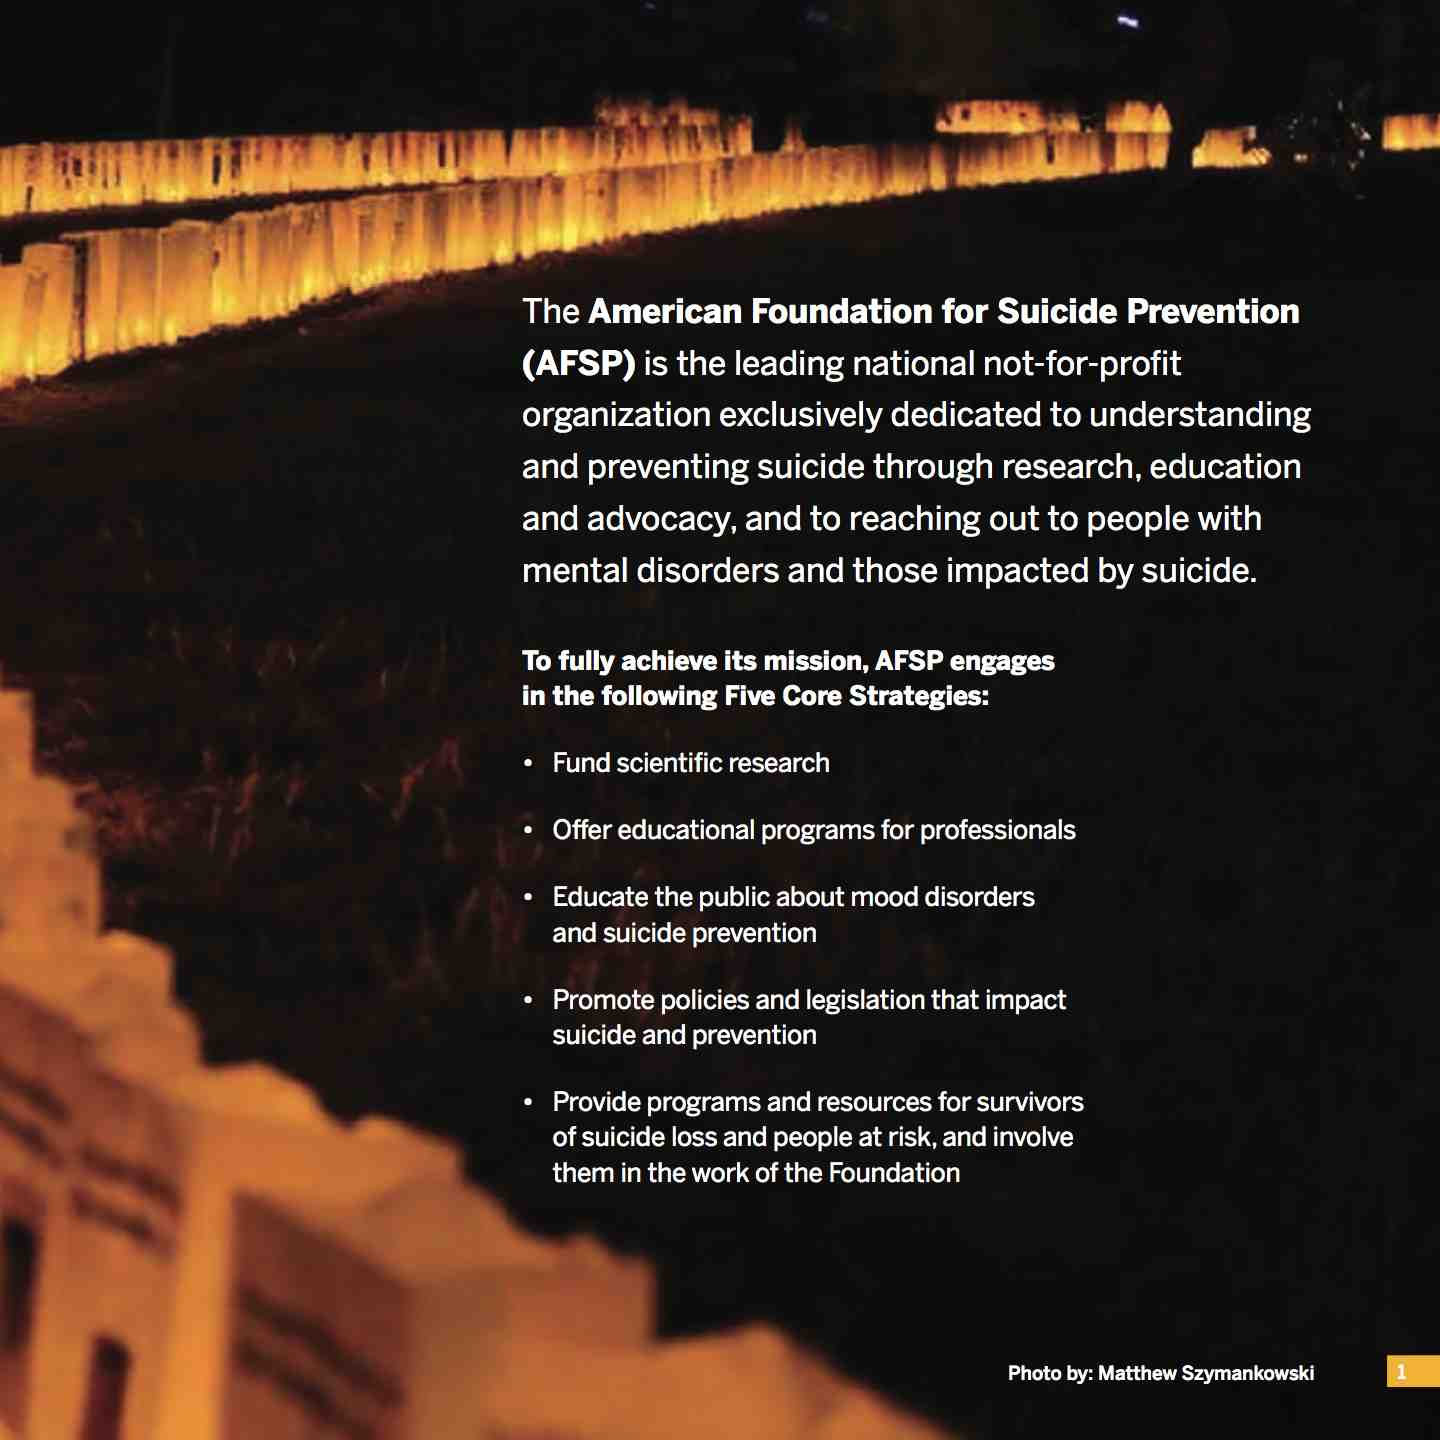 The American Foundation for Suicide Prevention
(AFSP) is the leading national not-for-profit
organization exclusively dedicated to understanding
and preventing suicide through research, education
and advocacy, and to reaching out to people with
mental disorders and those impacted by suicide.
To fully achieve its mission, AFSP engages
in the following Five Core Strategies:
• Fund scientific research
• Offer educational programs for professionals
• Educate the public about mood disorders
and suicide prevention
• Promote policies and legislation that impact
suicide and prevention
• Provide programs and resources for survivors
of suicide loss and people at risk, and involve
them in the work of the Foundation
Photo by: Matthew Szymankowski
1